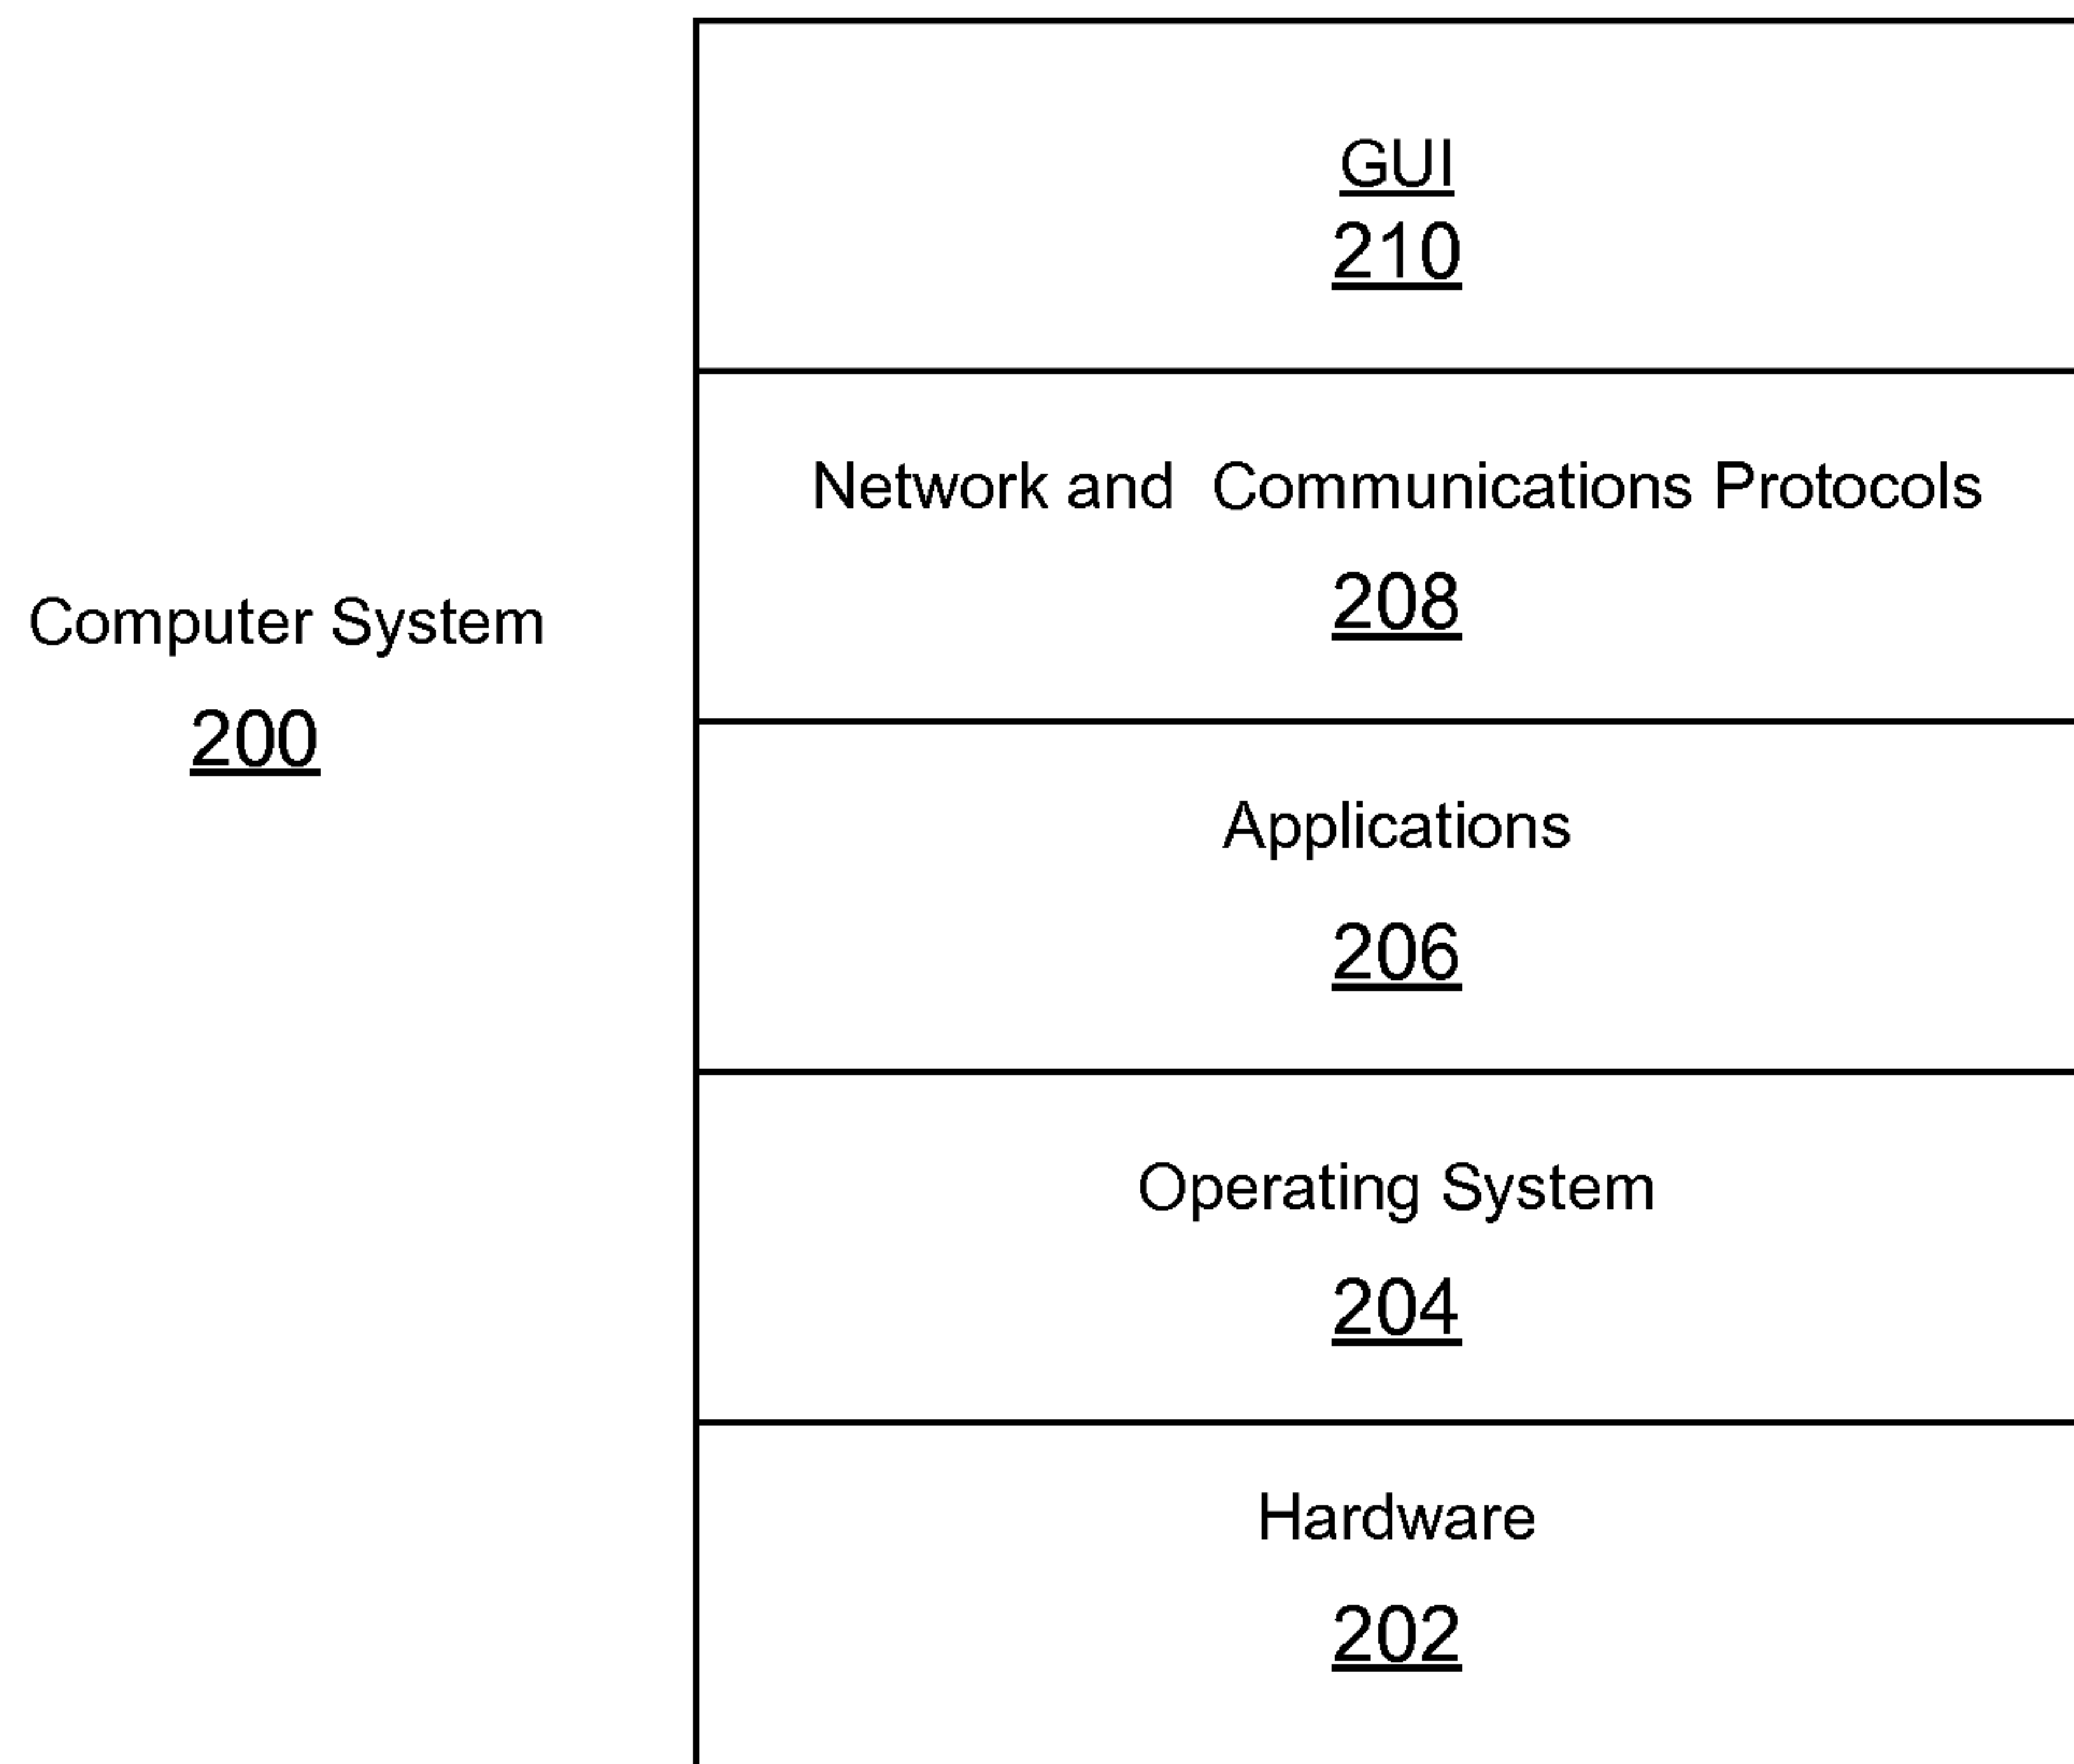 GUI
210
Network and  Communications Protocols
208
Computer System
200
Applications
206
Operating System
204
Hardware
202